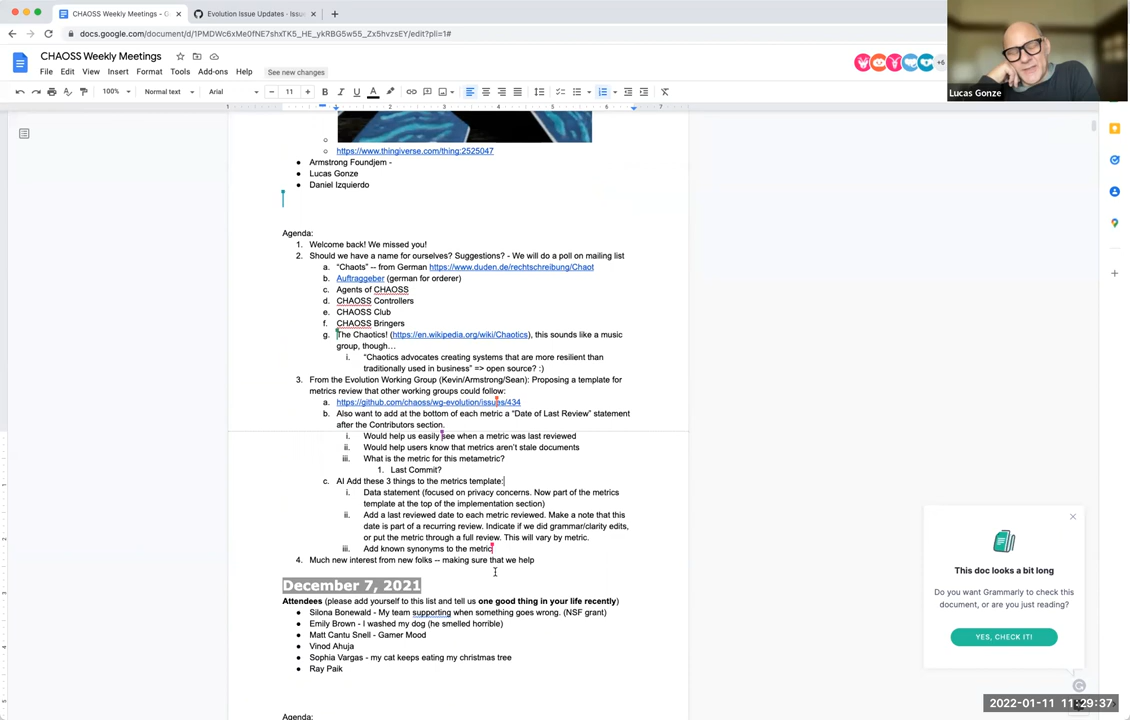 CHAOSS Weekly Meetings - G
Evolution Issue Updates · Issu
docs.google.com/document/d/1PMDWc6xMe0fNE7shxTK5_HE_ykRBG5w55_Zx5hvzsEY/edit?pli=1#
CHAOSS Weekly Meetings
File Edit View Insert Format Tools Add-ons Help See new changes
+6
100% Normal text Arial 11
Lucas Gonze
1 1 2 3 4 5 6 7
https://www.thingiverse.com/thing:2525047
Armstrong Foundjem -
Lucas Gonze
Daniel Izquierdo
Agenda:
1. Welcome back! We missed you!
2. Should we have a name for ourselves? Suggestions? - We will do a poll on mailing list
a. “Chaots” -- from German https://www.duden.de/rechtschreibung/Chaot
b. Auftraggeber (german for orderer)
c. Agents of CHAOSS
d. CHAOSS Controllers
e. CHAOSS Club
f. CHAOSS Bringers
g. The Chaotics! (https://en.wikipedia.org/wiki/Chaotics), this sounds like a music
group, though…
i. “Chaotics advocates creating systems that are more resilient than
traditionally used in business” => open source? :)
3. From the Evolution Working Group (Kevin/Armstrong/Sean): Proposing a template for
metrics review that other working groups could follow:
a. https://github.com/chaoss/wg-evolution/issues/434
b. Also want to add at the bottom of each metric a “Date of Last Review” statement
after the Contributors section.
i. Would help us easily see when a metric was last reviewed
ii. Would help users know that metrics aren’t stale documents
iii. What is the metric for this metametric?
1. Last Commit?
c. AI Add these 3 things to the metrics template:
i. Data statement (focused on privacy concerns. Now part of the metrics
template at the top of the implementation section)
ii. Add a last reviewed date to each metric reviewed. Make a note that this
date is part of a recurring review. Indicate if we did grammar/clarity edits,
or put the metric through a full review. This will vary by metric.
iii. Add known synonyms to the metric
4. Much new interest from new folks -- making sure that we help
December 7, 2021
Attendees (please add yourself to this list and tell us one good thing in your life recently)
Silona Bonewald - My team supporting when something goes wrong. (NSF grant)
Emily Brown - I washed my dog (he smelled horrible)
Matt Cantu Snell - Gamer Mood
Vinod Ahuja
Sophia Vargas - my cat keeps eating my christmas tree
Ray Paik
Agenda:
This doc looks a bit long
Do you want Grammarly to check this
document, or are you just reading?
YES, CHECK IT!
2022-01-11 11:29:37